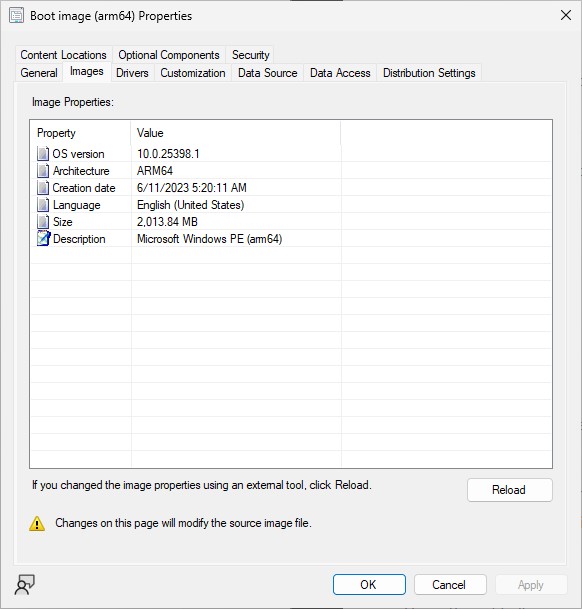 Boot image (arm64) Properties
Content Locations Optional Components Security
General Images Drivers Customization Data Source Data Access Distribution Settings
Image Properties:
Property Value
OS version 10.0.25398.1
Architecture ARM64
Creation date 6/11/2023 5:20:11 AM
Language English (United States)
Size 2,013.84 MB
Description Microsoft Windows PE (arm64)
If you changed the image properties using an external tool, click Reload.
Reload
Changes on this page will modify the source image file.
OK Cancel Apply